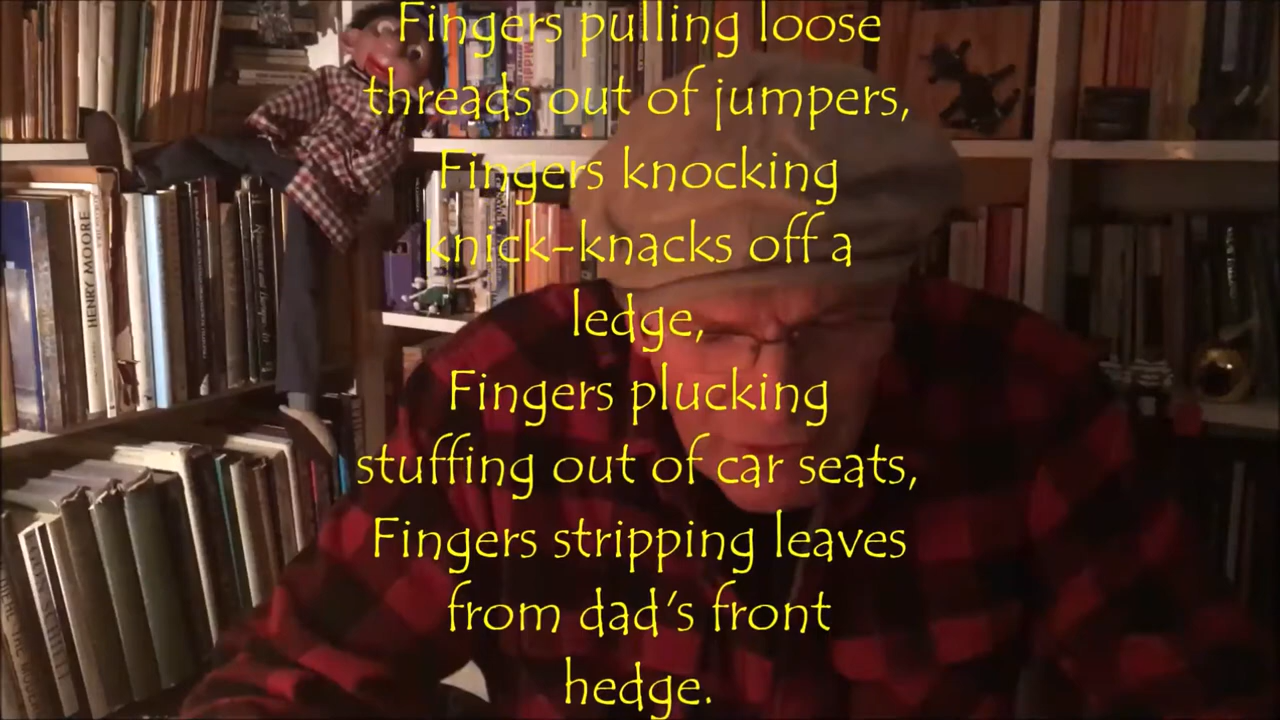 Fingers pulling loose
threads out of jumpers,
Fingers knocking
knick-knacks off a
ledge,
Fingers plucking
stuffing out of car seats,
Fingers stripping leaves
from dad's front
hedge.
HENRY MOORE